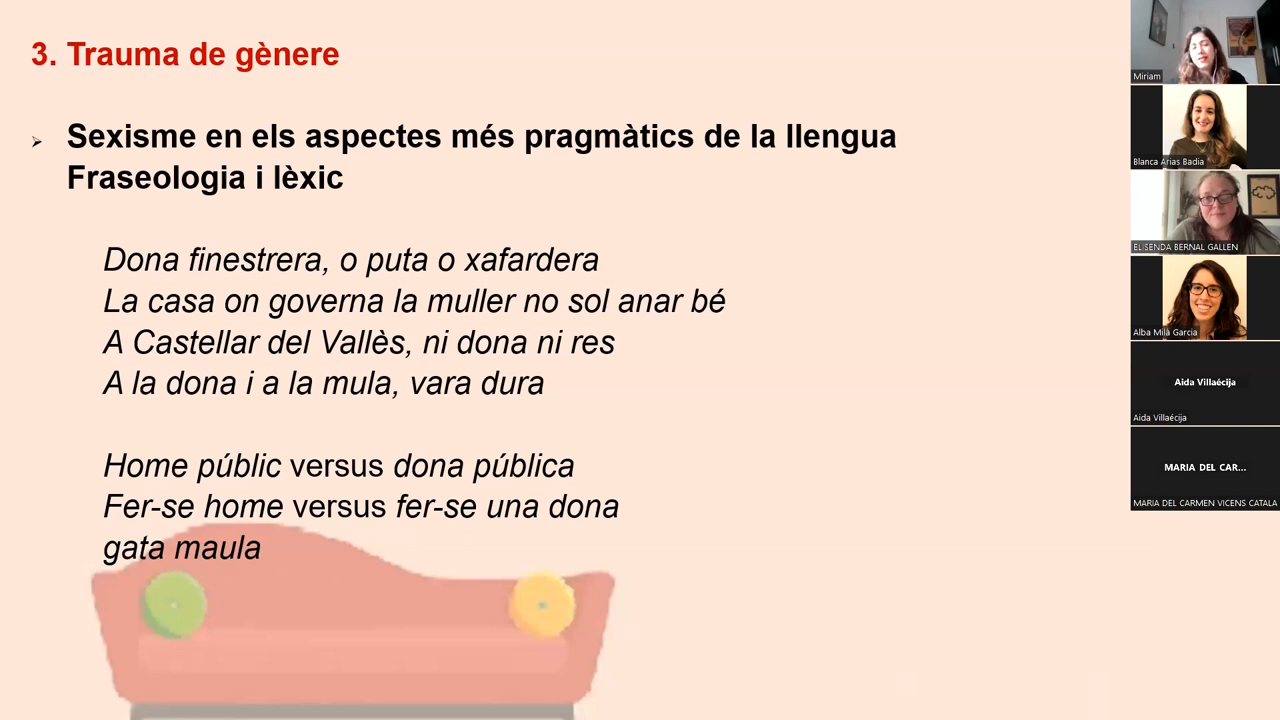 3. Trauma de gènere
Sexisme en els aspectes més pragmàtics de la llengua
Fraseologia i lèxic
Dona finestrera, o puta o xafardera
La casa on governa la muller no sol anar bé
A Castellar del Vallès, ni dona ni res
A la dona i a la mula, vara dura
Home públic versus dona pública
Fer-se home versus fer-se una dona
gata maula
Miriam
Blanca Arias Badia
ELISENDA BERNAL GALLEN
Alba Milà Garcia
Aida Villaécija
Aida Villaécija
MARIA DEL CAR...
MARIA DEL CARMEN VICENS CATALA